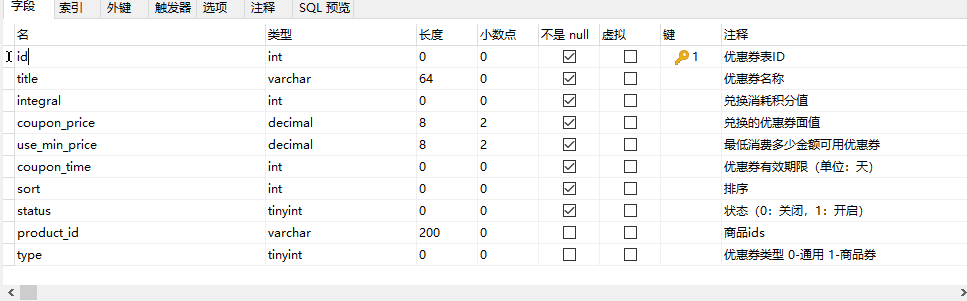 字段 索引 外键 触发器 选项 注释 SQL 预览
名 类型 长度 小数点 不是 null 虚拟 键 注释
id int 0 0 1 优惠券表ID
title varchar 64 0 优惠券名称
integral int 0 0 兑换消耗积分值
coupon_price decimal 8 2 兑换的优惠券面值
use_min_price decimal 8 2 最低消费多少金额可用优惠券
coupon_time int 0 0 优惠券有效期限（单位：天）
sort int 0 0 排序
status tinyint 0 0 状态（0：关闭，1：开启）
product_id varchar 200 0 商品ids
type tinyint 0 0 优惠券类型 0-通用 1-商品券